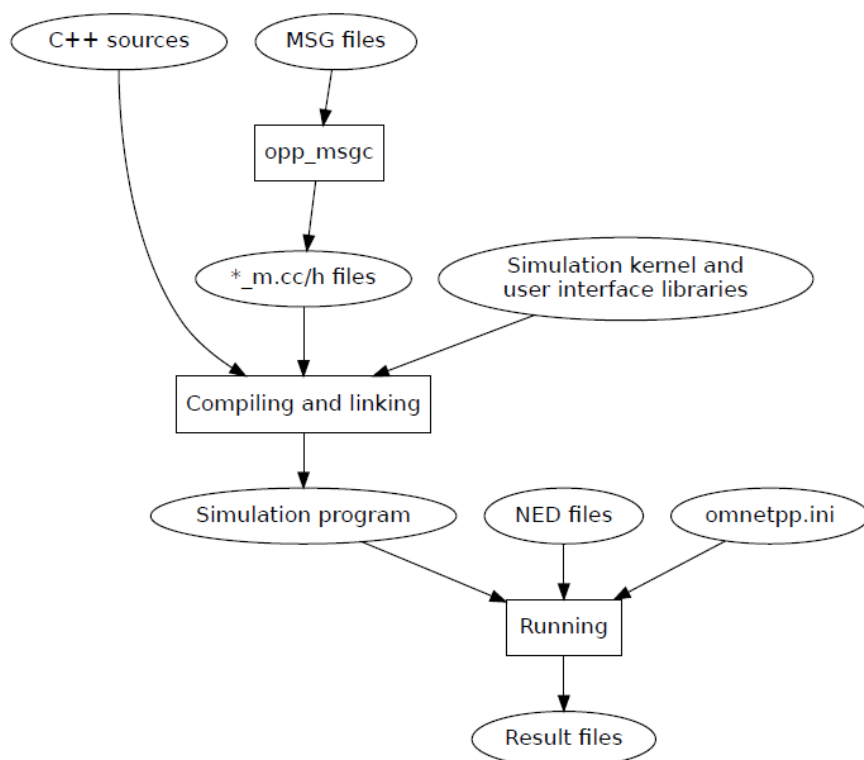 C++ sources
MSG files
opp_msgc
*_m.cc/h files
Simulation kernel and
user interface libraries
Compiling and linking
Simulation program
NED files
omnetpp.ini
Running
Result files